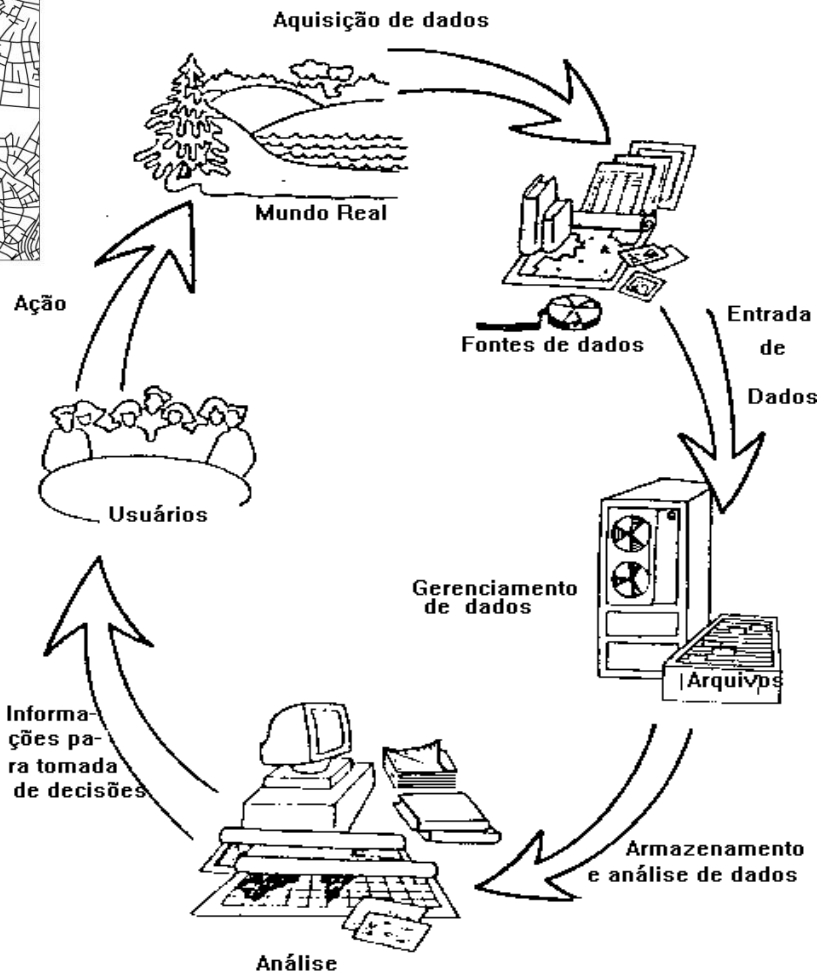 Aquisição de dados
Mundo Real
Fontes de dados
Entrada
de
Dados
Gerenciamento
de dados
Arquivos
Armazenamento
e análise de dados
Análise
Informa-
ções pa-
ra tomada
de decisões
Usuários
Ação